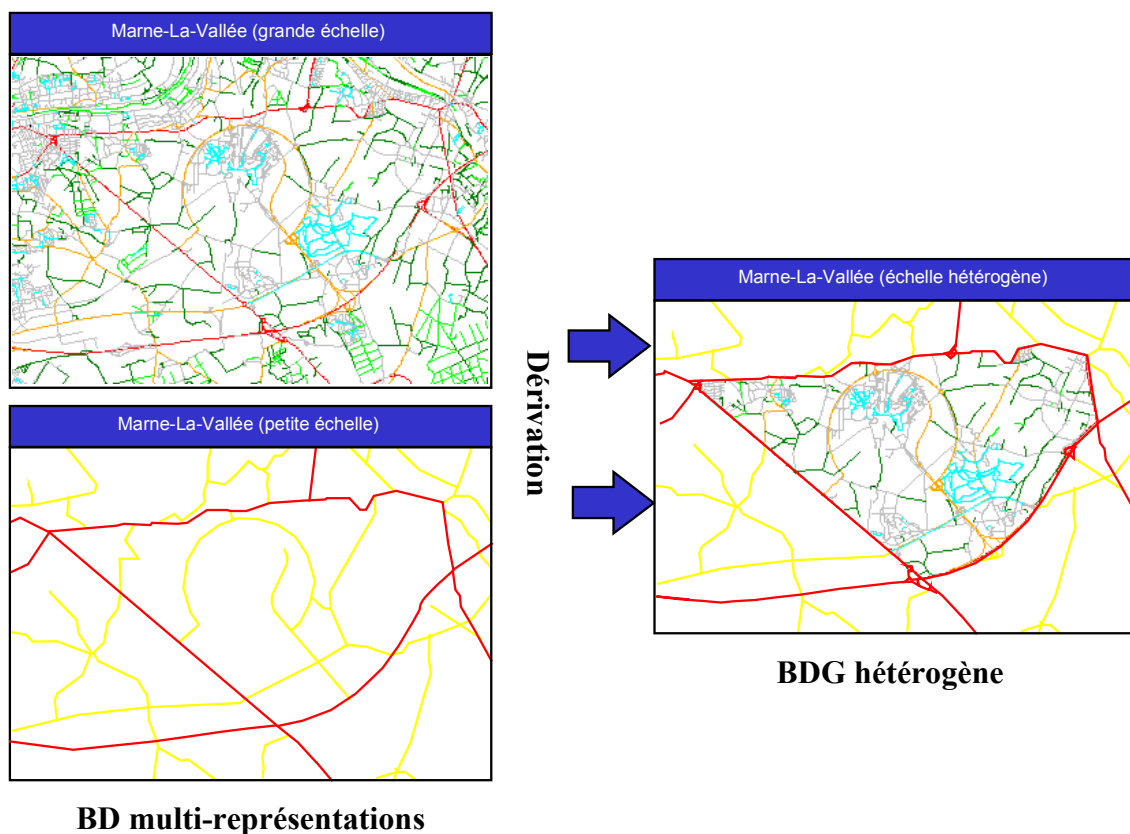 Marne-La-Vallée (grande échelle)
Marne-La-Vallée (petite échelle)
BD multi-représentations
Dérivation
Marne-La-Vallée (échelle hétérogène)
BDG hétérogène